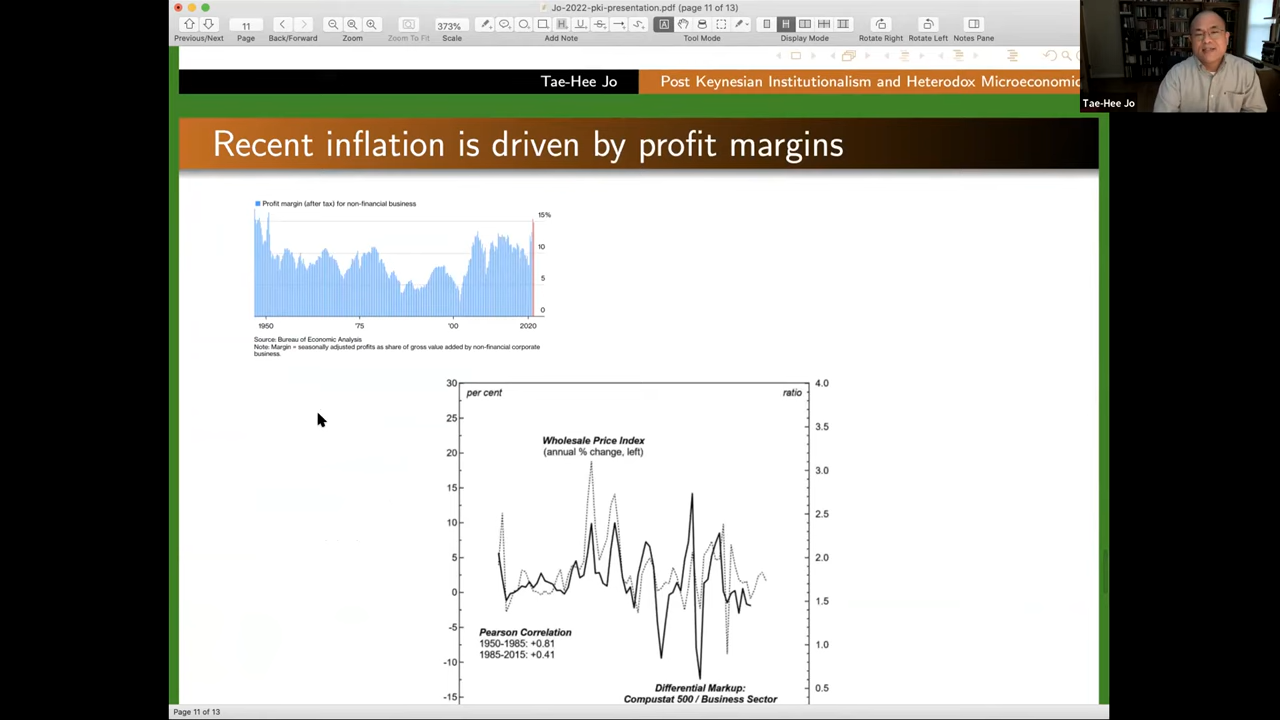 Jo-2022-pki-presentation.pdf (page 11 of 13)
11
373%
Previous/Next
Page
Back/Forward
Zoom
Zoom To Fit
Scale
Add Note
Tool Mode
Display Mode
Rotate Right
Rotate Left
Notes Pane
Tae-Hee Jo
Post Keynesian Institutionalism and Heterodox Microeconomic
Tae-Hee Jo
Recent inflation is driven by profit margins
Profit margin (after tax) for non-financial business
15%
10
5
0
1950
'75
'00
2020
Source: Bureau of Economic Analysis
Note: Margin = seasonally adjusted profits as share of gross value added by non-financial corporate
business.
30
per cent
ratio
4.0
25
3.5
Wholesale Price Index
(annual % change, left)
20
3.0
15
2.5
10
5
2.0
0
1.5
-5
Pearson Correlation
1950-1985: +0.81
1985-2015: +0.41
1.0
-10
Differential Markup:
Compustat 500 / Business Sector
0.5
-15
Page 11 of 13